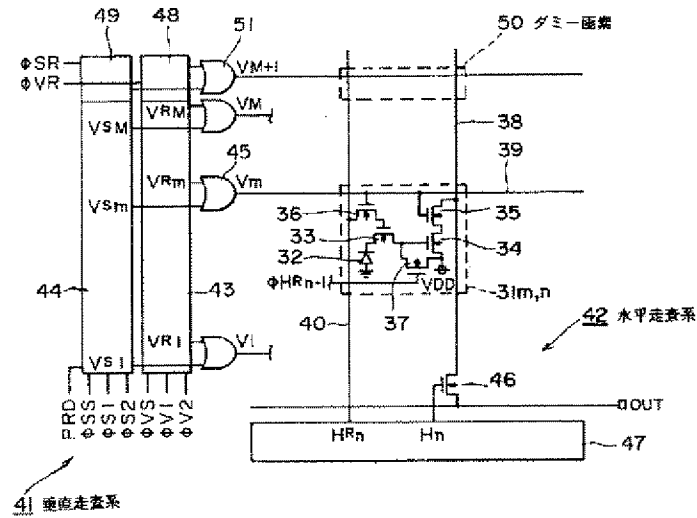 49
48
51
50 ダミー画素
ΦSR
ΦVR
VM+1
VRM
VM
VSM
38
45
39
VRm
Vm
VSm
36
35
33
34
32
44
43
ΦHRn-1
VDD
31m,n
40
37
42 水平走査系
VR1
V1
VS1
46
PRD
ΦSS
ΦS1
ΦS2
ΦVS
ΦV1
ΦV2
OUT
HRn
Hn
47
41 垂直走査系